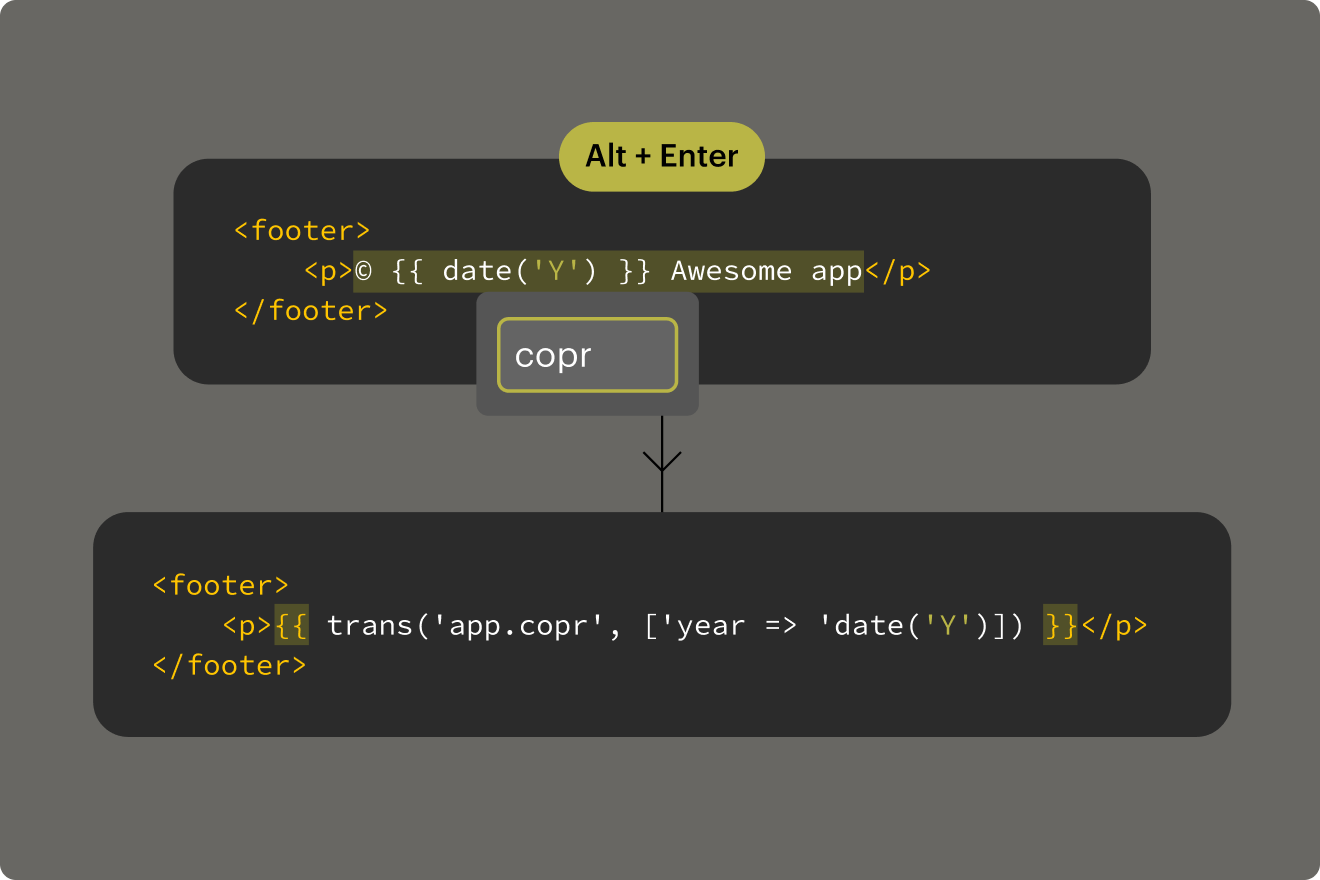 Alt + Enter
<footer>
    <p>© {{ date('Y') }} Awesome app</p>
</footer>
copr
<footer>
    <p>{{ trans('app.copr', ['year => 'date('Y')]) }}</p>
</footer>